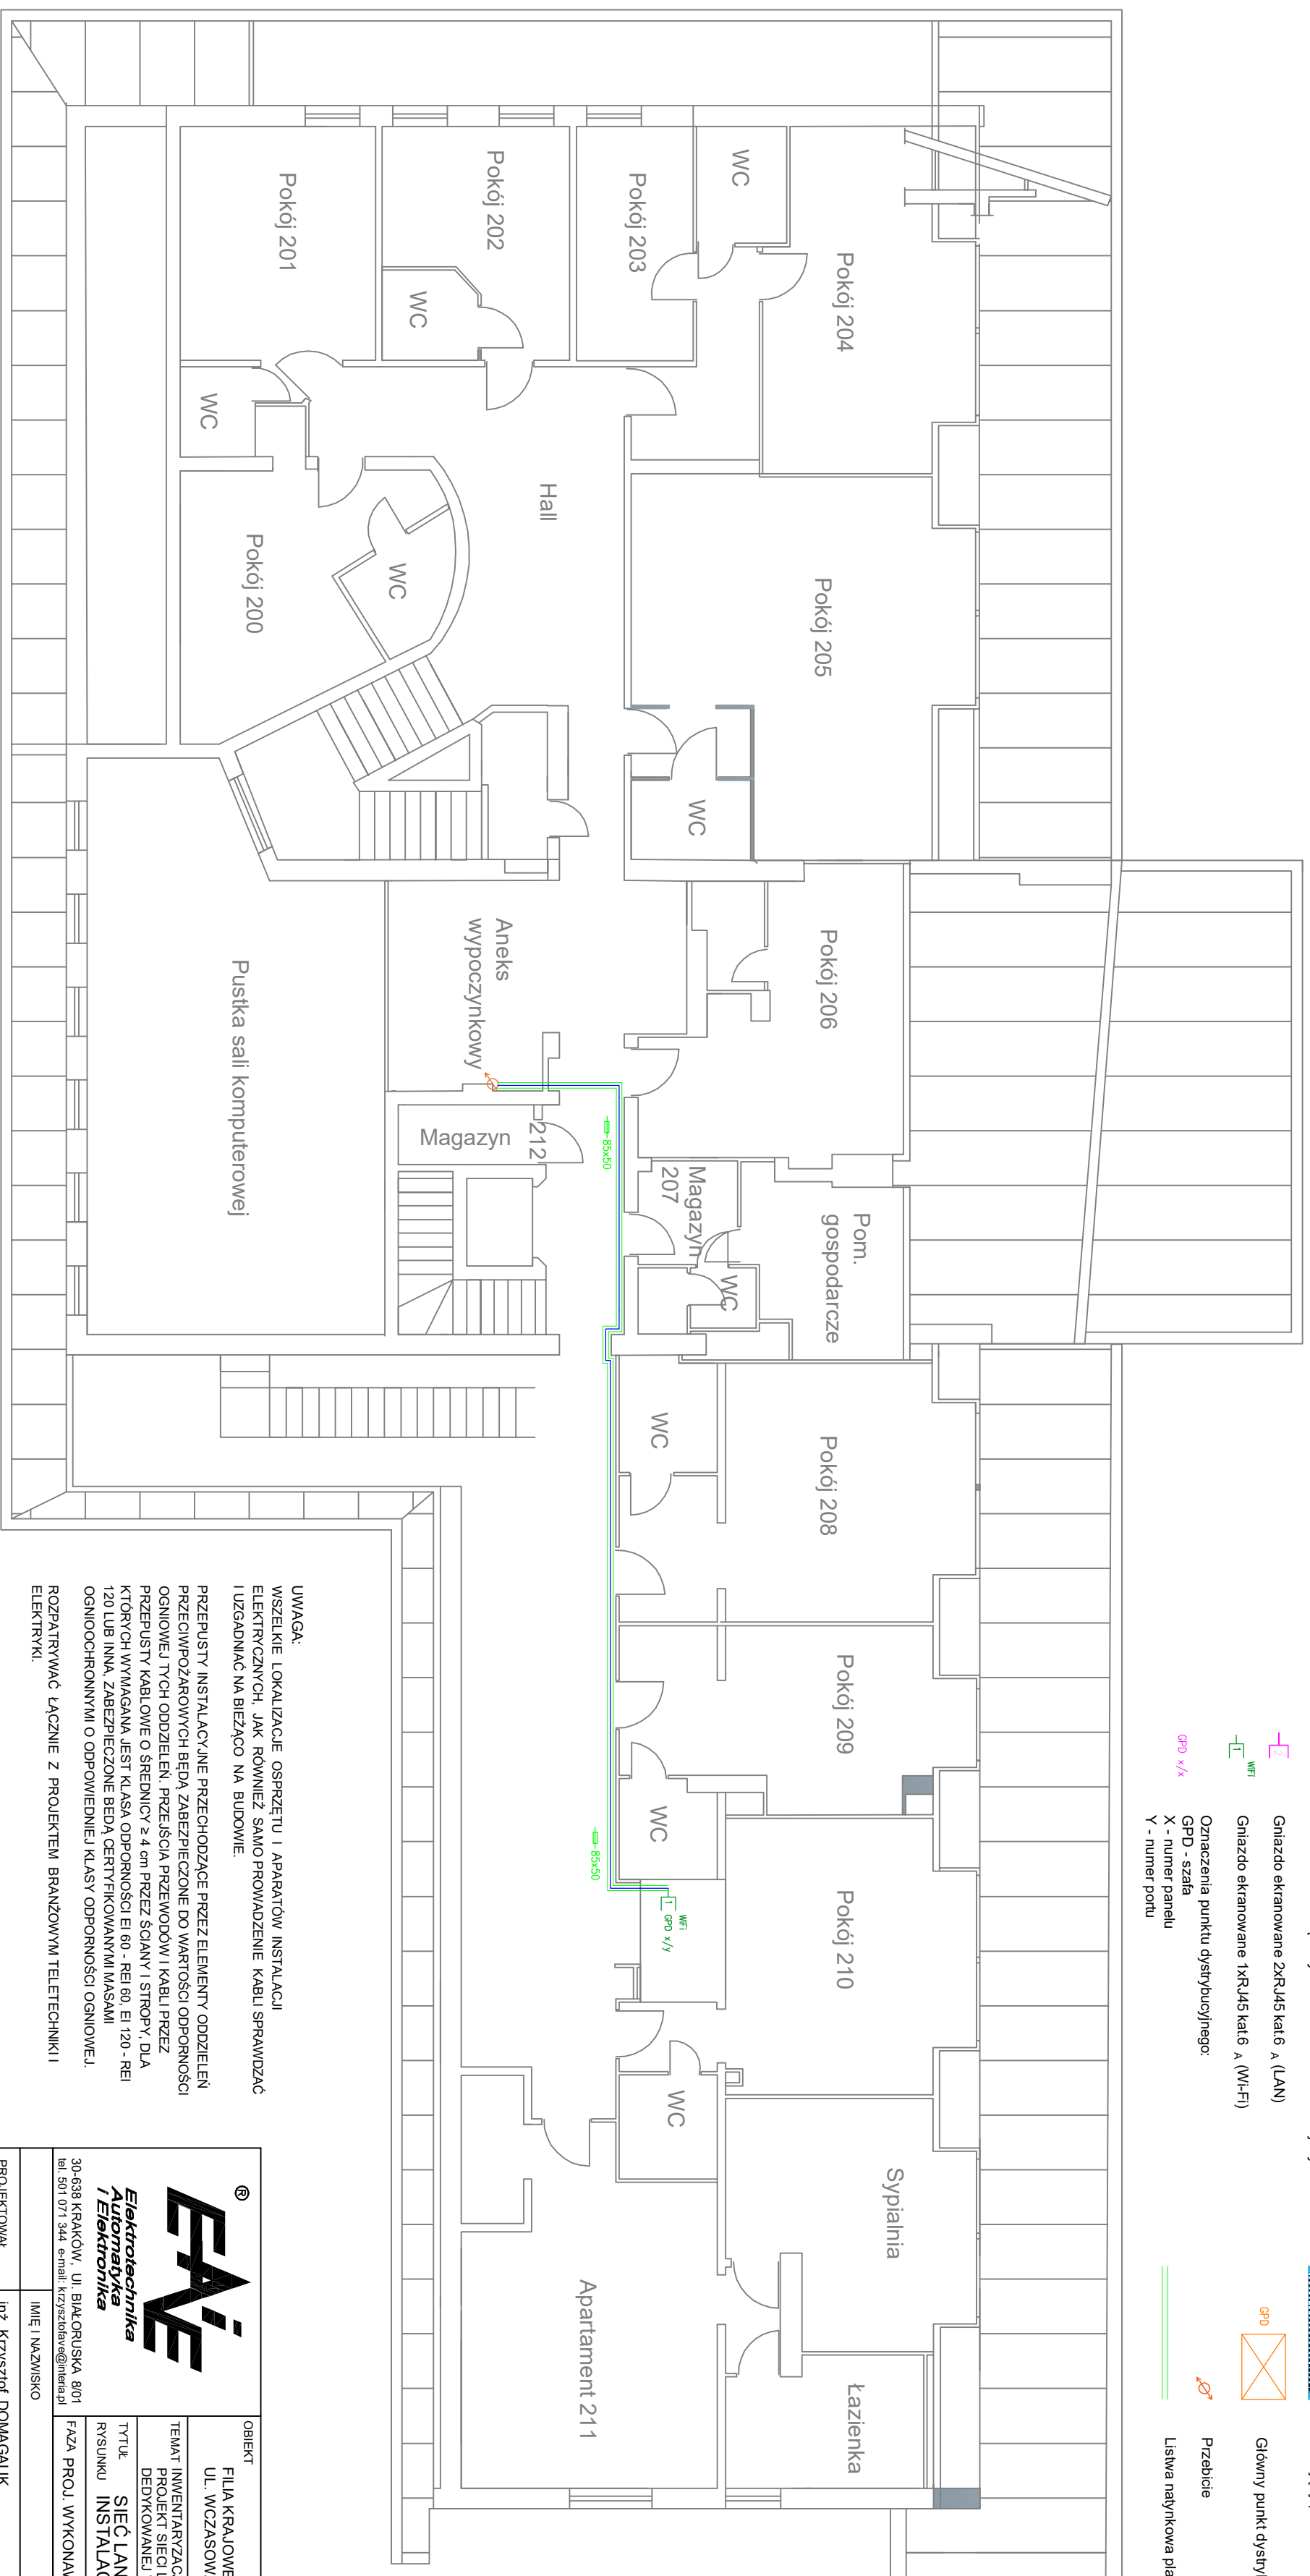 Gniazdo ekranowane 2xRJ45 kat.6 A (LAN)
2
Gniazdo ekranowane 1xRJ45 kat.6 A (Wi-Fi)
1
WIFI
Oznaczenia punktu dystrybucyjnego:
GPD - szafa
X - numer panelu
Y - numer portu
GPD x/x
GPD
Główny punkt dystry
Przebicie
Listwa natynkowa pla
Pokój 204
WC
Pokój 203
Pokój 202
WC
Pokój 201
WC
Pokój 205
Hall
WC
Pokój 200
WC
Pokój 206
Aneks
wypoczynkowy
Pustka sali komputerowej
Magazyn
212
85x50
Magazyn
207
Pom.
gospodarcze
WC
Pokój 208
WC
Pokój 209
WC
85x50
Pokój 210
WIFI
1
GPD x/y
WC
Sypialnia
Łazienka
Apartament 211
UWAGA:
WSZELKIE LOKALIZACJE OSPRZĘTU I APARATÓW INSTALACJI
ELEKTRYCZNYCH, JAK RÓWNIEŻ SAMO PROWADZENIE KABLI SPRAWDZAĆ
I UZGADNIAĆ NA BIEŻĄCO NA BUDOWIE.
PRZEPUSTY INSTALACYJNE PRZECHODZĄCE PRZEZ ELEMENTY ODDZIELEŃ
PRZECIWPOŻAROWYCH BĘDĄ ZABEZPIECZONE DO WARTOŚCI ODPORNOŚCI
OGNIOWEJ TYCH ODDZIELEŃ. PRZEJŚCIA PRZEWODÓW I KABLI PRZEZ
PRZEPUSTY KABLOWE O ŚREDNICY ≥ 4 cm PRZEZ ŚCIANY I STROPY, DLA
KTÓRYCH WYMAGANA JEST KLASA ODPORNOŚCI EI 60 - REI 60, EI 120 - REI
120 LUB INNA, ZABEZPIECZONE BEDĄ CERTYFIKOWANYMI MASAMI
OGNIOOCHRONNYMI O ODPOWIEDNIEJ KLASY ODPORNOŚCI OGNIOWEJ.
ROZPATRYWAĆ ŁĄCZNIE Z PROJEKTEM BRANŻOWYM TELETECHNIKI I
ELEKTRYKI.
®
EAiE
Elektrotechnika
Automatyka
i Elektronika
30-638 KRAKÓW, Ul. BIAŁORUSKA 8/01
tel. 501 071 344 e-mail: krzysztofave@interia.pl
OBIEKT
FILIA KRAJOWE
UL. WCZASOW
TEMAT INWENTARYZAC
PROJEKT SIECI L
DEDYKOWANEJ
TYTUŁ SIEĆ LAN
RYSUNKU INSTALAC
FAZA PROJ. WYKONAW
IMIĘ I NAZWISKO
PROJEKTOWAŁ
inż. Krzysztof DOMAGALIK